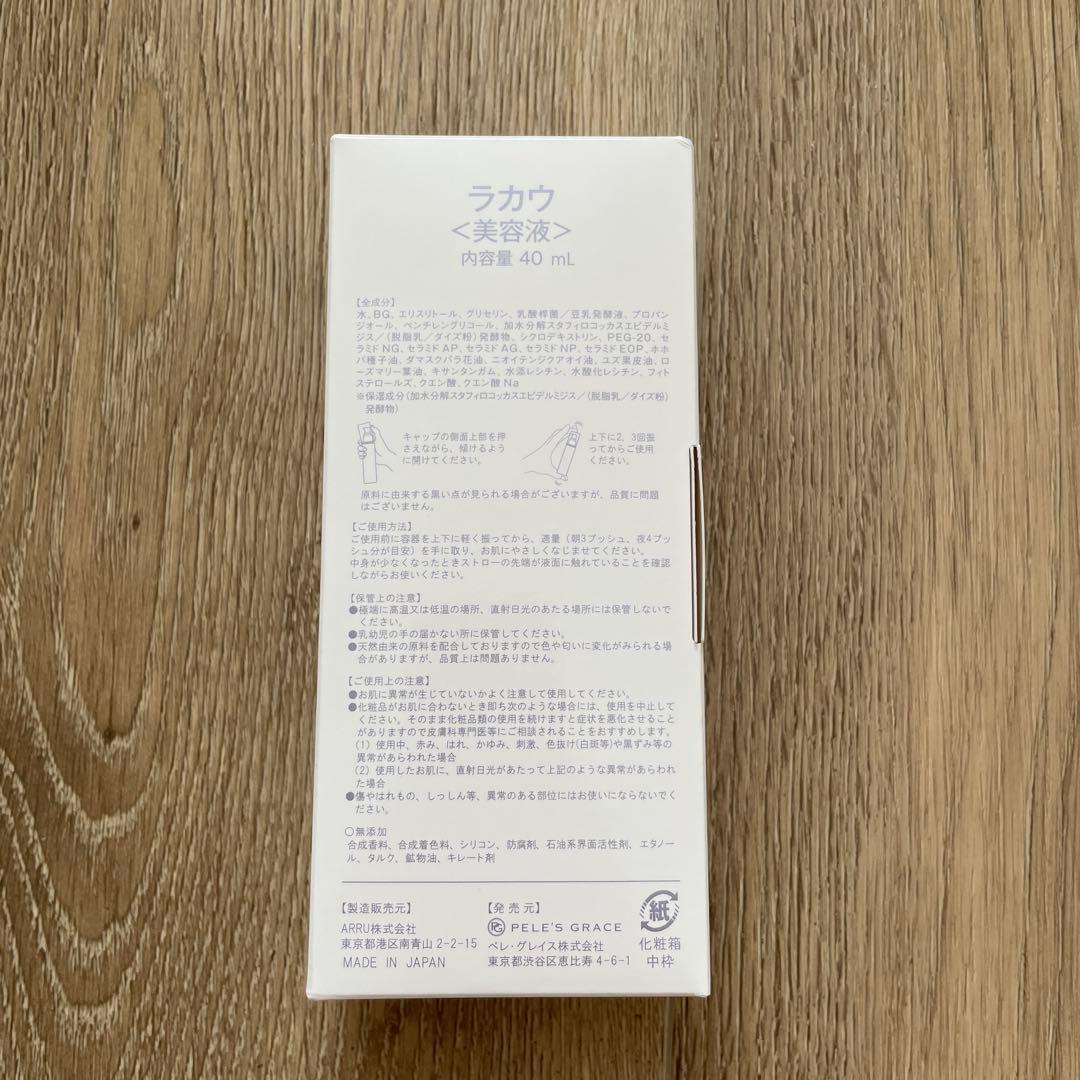 ラカウ
<美容液>
内容量 40 mL
【全成分】
水、BG、エリスリトール、グリセリン、乳酸桿菌／豆乳発酵液、プロパン
ジオール、ペンチレングリコール、加水分解スタフィロコッカスエピデルミ
ジス／(脱脂乳／ダイズ粉)発酵物、シクロデキストリン、PEG-20、セ
ラミドNG、セラミドAP、セラミドAG、セラミドNP、セラミドEOP、ホホ
バ種子油、ダマスクバラ花油、ニオイテンジクアオイ油、ユズ果皮油、ロ
ーズマリー葉油、キサンタンガム、水添レシチン、水酸化レシチン、フィト
ステロールズ、クエン酸、クエン酸Na
※保湿成分(加水分解スタフィロコッカスエピデルミジス／(脱脂乳／ダイズ粉)
発酵物)
キャップの側面上部を押
さえながら、傾けるよう
に開けてください。
上下に2、3回振
ってからご使用
ください。
原料に由来する黒い点が見られる場合がございますが、品質に問題
はございません。
【ご使用方法】
ご使用前に容器を上下に軽く振ってから、適量（朝3プッシュ、夜4プッ
シュ分が目安）を手に取り、お肌にやさしくなじませてください。
中身が少なくなったときストローの先端が液面に触れていることを確認
しながらお使いください。
【保管上の注意】
●極端に高温又は低温の場所、直射日光のあたる場所には保管しないで
ください。
●乳幼児の手の届かない所に保管してください。
●天然由来の原料を配合しておりますので色や匂いに変化がみられる場
合がありますが、品質上は問題ありません。
【ご使用上の注意】
●お肌に異常が生じていないかよく注意して使用してください。
●化粧品がお肌に合わないとき即ち次のような場合には、使用を中止して
ください。そのまま化粧品類の使用を続けますと症状を悪化させること
がありますので皮膚科専門医等にご相談されることをおすすめします。
(1) 使用中、赤み、はれ、かゆみ、刺激、色抜け(白斑等)や黒ずみ等の
異常があらわれた場合
(2) 使用したお肌に、直射日光があたって上記のような異常があらわれ
た場合
●傷やはれもの、しっしん等、異常のある部位にはお使いにならないでく
ださい。
○無添加
合成香料、合成着色料、シリコン、防腐剤、石油系界面活性剤、エタノー
ル、タルク、鉱物油、キレート剤
【製造販売元】
ARRU株式会社
東京都港区南青山 2-2-15
MADE IN JAPAN
【発 売 元】
PG PELE'S GRACE
ペレ・グレイス株式会社
東京都渋谷区恵比寿 4-6-1
紙
化粧箱
中枠